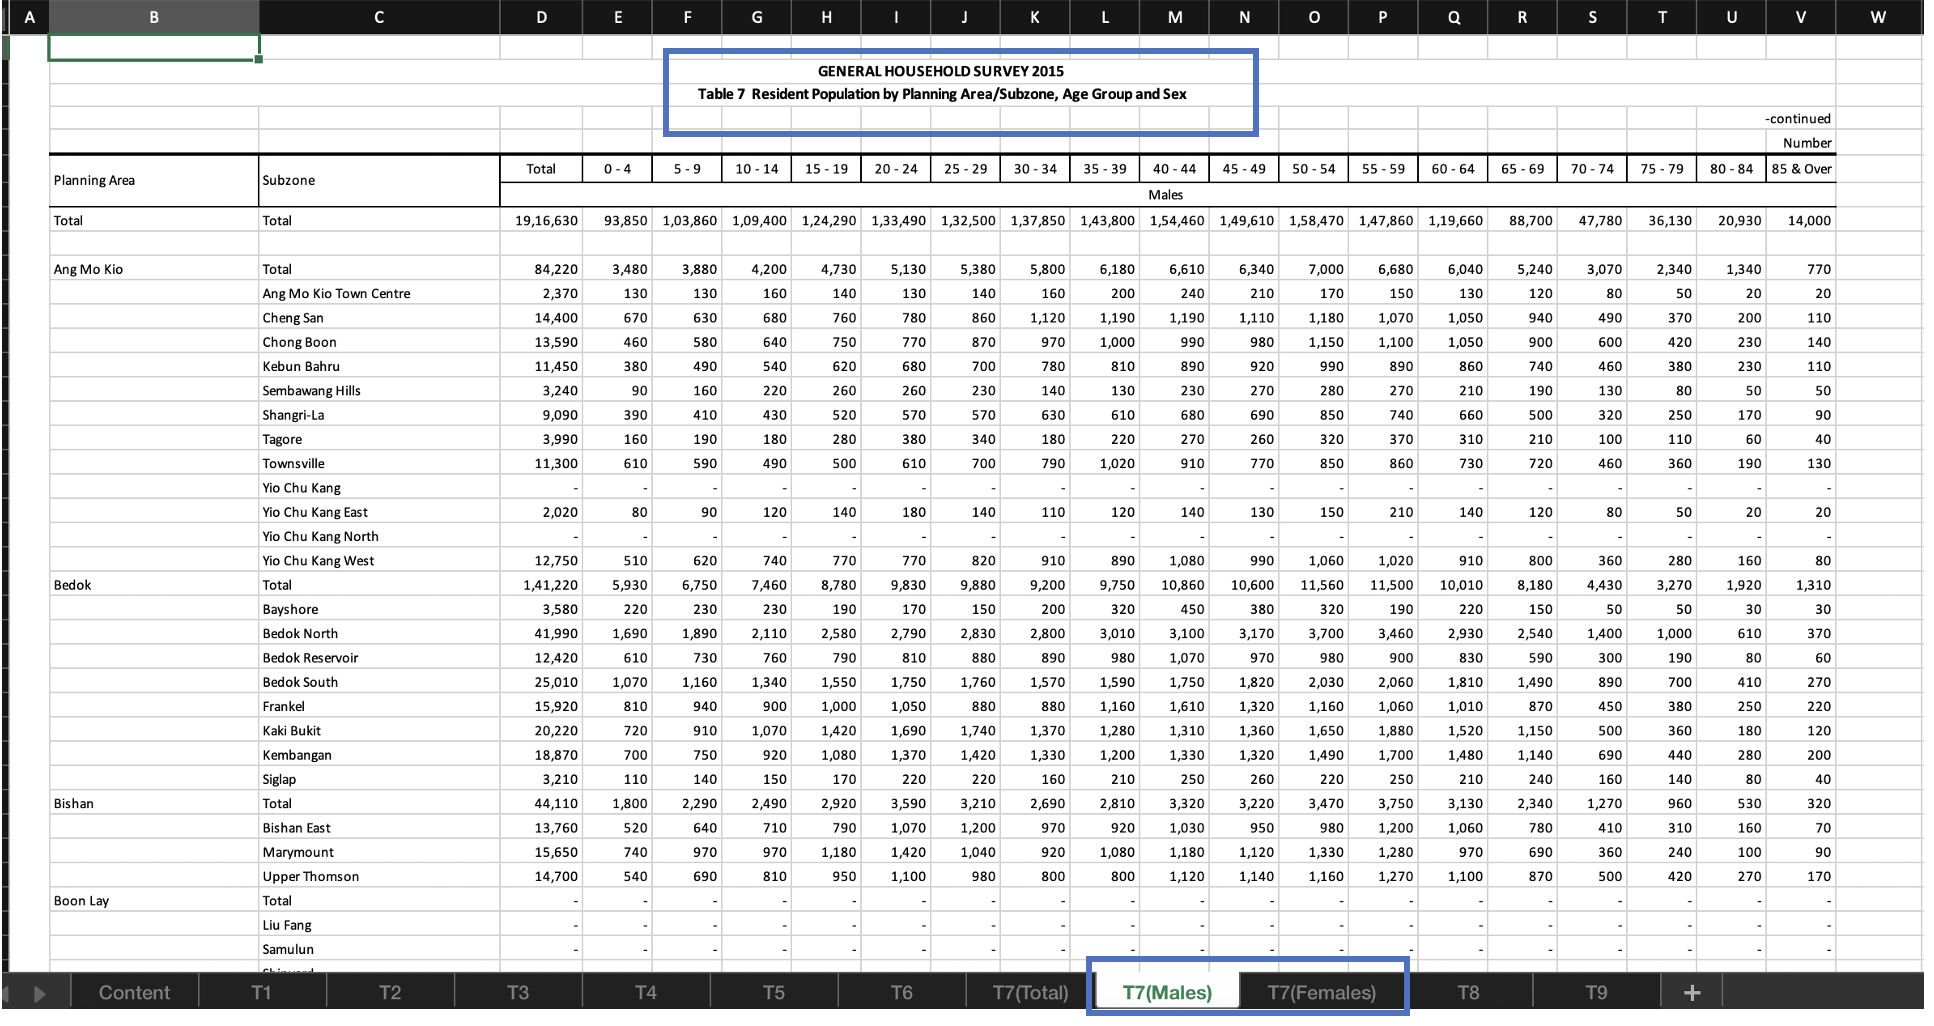 A B C D E F G H I J K L M N O P Q R S T U V W
GENERAL HOUSEHOLD SURVEY 2015
Table 7 Resident Population by Planning Area/Subzone, Age Group and Sex
-continued
Number
Planning Area Subzone Total 0 - 4 5 - 9 10 - 14 15 - 19 20 - 24 25 - 29 30 - 34 35 - 39 40 - 44 45 - 49 50 - 54 55 - 59 60 - 64 65 - 69 70 - 74 75 - 79 80 - 84 85 & Over
Males
Total Total 19,16,630 93,850 1,03,860 1,09,400 1,24,290 1,33,490 1,32,500 1,37,850 1,43,800 1,54,460 1,49,610 1,58,470 1,47,860 1,19,660 88,700 47,780 36,130 20,930 14,000
Ang Mo Kio Total 84,220 3,480 3,880 4,200 4,730 5,130 5,380 5,800 6,180 6,610 6,340 7,000 6,680 6,040 5,240 3,070 2,340 1,340 770
Ang Mo Kio Town Centre 2,370 130 130 160 140 130 140 160 200 240 210 170 150 130 120 80 50 20 20
Cheng San 14,400 670 630 680 760 780 860 1,120 1,190 1,190 1,110 1,180 1,070 1,050 940 490 370 200 110
Chong Boon 13,590 460 580 640 750 770 870 970 1,000 990 980 1,150 1,100 1,050 900 600 420 230 140
Kebun Bahru 11,450 380 490 540 620 680 700 780 810 890 920 990 890 860 740 460 380 230 110
Sembawang Hills 3,240 90 160 220 260 260 230 140 130 230 270 280 270 210 190 130 80 50 50
Shangri-La 9,090 390 410 430 520 570 570 630 610 680 690 850 740 660 500 320 250 170 90
Tagore 3,990 160 190 180 280 380 340 180 220 270 260 320 370 310 210 100 110 60 40
Townsville 11,300 610 590 490 500 610 700 790 1,020 910 770 850 860 730 720 460 360 190 130
Yio Chu Kang - - - - - - - - - - - - - - - - - - -
Yio Chu Kang East 2,020 80 90 120 140 180 140 110 120 140 130 150 210 140 120 80 50 20 20
Yio Chu Kang North - - - - - - - - - - - - - - - - - - -
Yio Chu Kang West 12,750 510 620 740 770 770 820 910 890 1,080 990 1,060 1,020 910 800 360 280 160 80
Bedok Total 1,41,220 5,930 6,750 7,460 8,780 9,830 9,880 9,200 9,750 10,860 10,600 11,560 11,500 10,010 8,180 4,430 3,270 1,920 1,310
Bayshore 3,580 220 230 230 190 170 150 200 320 450 380 320 190 220 150 50 50 30 30
Bedok North 41,990 1,690 1,890 2,110 2,580 2,790 2,830 2,800 3,010 3,100 3,170 3,700 3,460 2,930 2,540 1,400 1,000 610 370
Bedok Reservoir 12,420 610 730 760 790 810 880 890 980 1,070 970 980 900 830 590 300 190 80 60
Bedok South 25,010 1,070 1,160 1,340 1,550 1,750 1,760 1,570 1,590 1,750 1,820 2,030 2,060 1,810 1,490 890 700 410 270
Frankel 15,920 810 940 900 1,000 1,050 880 880 1,160 1,610 1,320 1,160 1,060 1,010 870 450 380 250 220
Kaki Bukit 20,220 720 910 1,070 1,420 1,690 1,740 1,370 1,280 1,310 1,360 1,650 1,880 1,520 1,150 500 360 180 120
Kembangan 18,870 700 750 920 1,080 1,370 1,420 1,330 1,200 1,330 1,320 1,490 1,700 1,480 1,140 690 440 280 200
Siglap 3,210 110 140 150 170 220 220 160 210 250 260 220 250 210 240 160 140 80 40
Bishan Total 44,110 1,800 2,290 2,490 2,920 3,590 3,210 2,690 2,810 3,320 3,220 3,470 3,750 3,130 2,340 1,270 960 530 320
Bishan East 13,760 520 640 710 790 1,070 1,200 970 920 1,030 950 980 1,200 1,060 780 410 310 160 70
Marymount 15,650 740 970 970 1,180 1,420 1,040 920 1,080 1,180 1,120 1,330 1,280 970 690 360 240 100 90
Upper Thomson 14,700 540 690 810 950 1,100 980 800 800 1,120 1,140 1,160 1,270 1,100 870 500 420 270 170
Boon Lay Total - - - - - - - - - - - - - - - - - - -
Liu Fang - - - - - - - - - - - - - - - - - - -
Samulun - - - - - - - - - - - - - - - - - - -
Content T1 T2 T3 T4 T5 T6 T7(Total) T7(Males) T7(Females) T8 T9 +